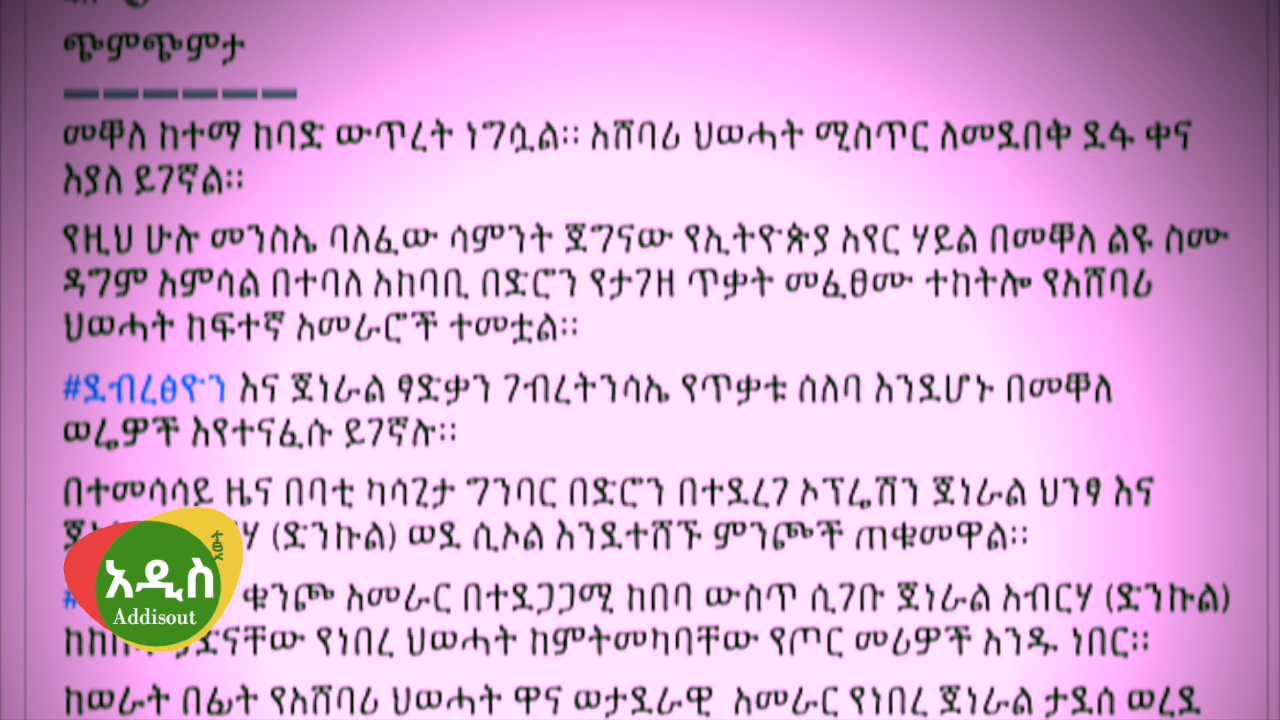 ጭምጭምታ
መቐለ ከተማ ከባድ ውጥረት ነግሷል። አሸባሪ ህወሓት ሚስጥር ለመደበቅ ደፋ ቀና
እያለ ይገኛል።
የዚህ ሁሉ መንስኤ ባለፈው ሳምንት ጀግናው የኢትዮጵያ አየር ሃይል በመቐለ ልዩ ስሙ
ዳግም አምሳል በተባለ አከባቢ በድሮን የታገዘ ጥቃት መፈፀሙ ተከትሎ የአሸባሪ
ህወሓት ከፍተኛ አመራሮች ተመቷል።
#ደብረፅዮን እና ጀነራል ፃድቃን ገብረትንሳኤ የጥቃቱ ሰለባ እንደሆኑ በመቐለ
ወሬዎች እየተናፈሱ ይገኛሉ።
በተመሳሳይ ዜና በባቲ ካሳጊታ ግንባር በድሮን በተደረገ ኦፕሬሽን ጀነራል ህንፃ እና
(ድንኩል) ወደ ሲኦል እንደተሸኙ ምንጮች ጠቁመዋል።
ቁንጮ አመራር በተደጋጋሚ ከበባ ውስጥ ሲገቡ ጀነራል አብርሃ (ድንኩል)
የነበረ ህወሓት ከምትመካባቸው የጦር መሪዎች አንዱ ነበር።
ከወራት በፊት የአሸባሪ ህወሓት ዋና ወታደራዊ አመራር የነበረ ጀነራል ታደሰ ወረደ
አዲስ
ተፅዕኖ
Addisout